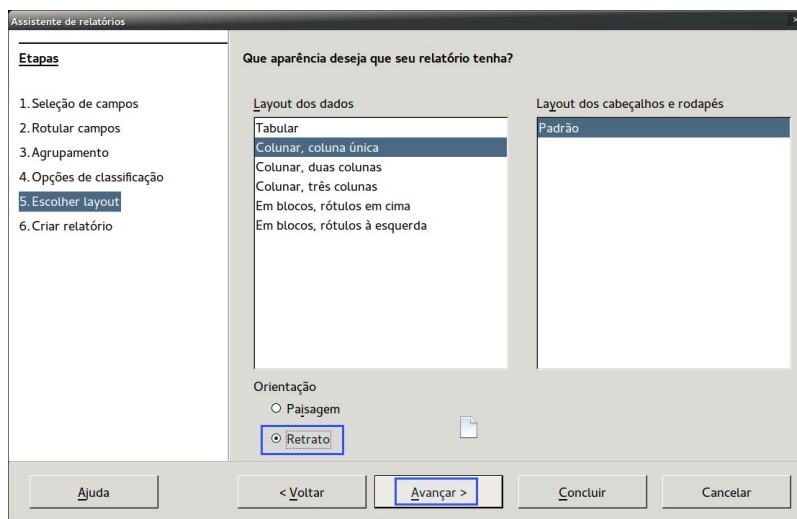 Assistente de relatórios
Etapas
1. Seleção de campos
2. Rotular campos
3. Agrupamento
4. Opções de classificação
5. Escolher layout
6. Criar relatório
Que aparência deseja que seu relatório tenha?
Layout dos dados
Tabular
Colunar, coluna única
Colunar, duas colunas
Colunar, três colunas
Em blocos, rótulos em cima
Em blocos, rótulos à esquerda
Layout dos cabeçalhos e rodapés
Padrão
Orientação
Paisagem
Retrato
Ajuda
< Voltar
Avançar >
Concluir
Cancelar